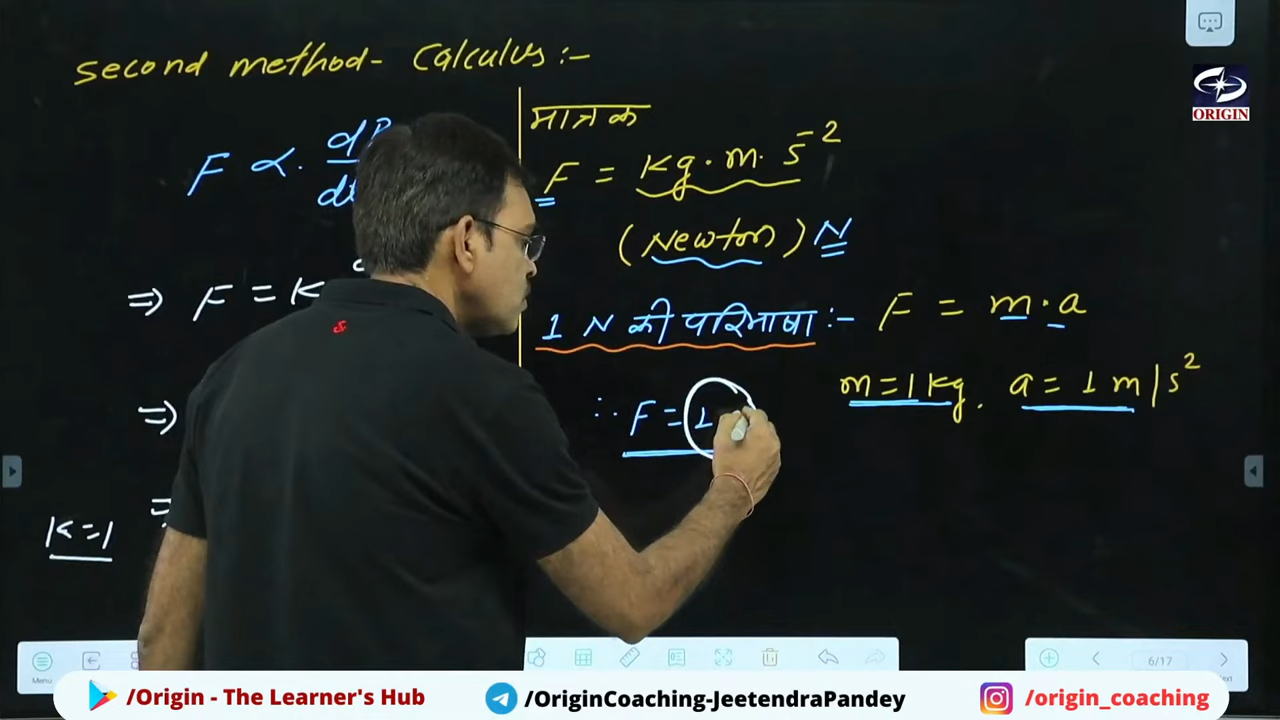 second method- Calculus :-
F ∝. dP
⇒ F = K
⇒
⇒
K=1
मात्रक
F = Kg. m. s⁻²
(Newton) N
1 N की परिभाषा :- F = m.a
m=1 kg. a = 1 m/s²
∴ F = 1
ORIGIN
Menu
6/17
/Origin - The Learner's Hub
/OriginCoaching-JeetendraPandey
/origin_coaching